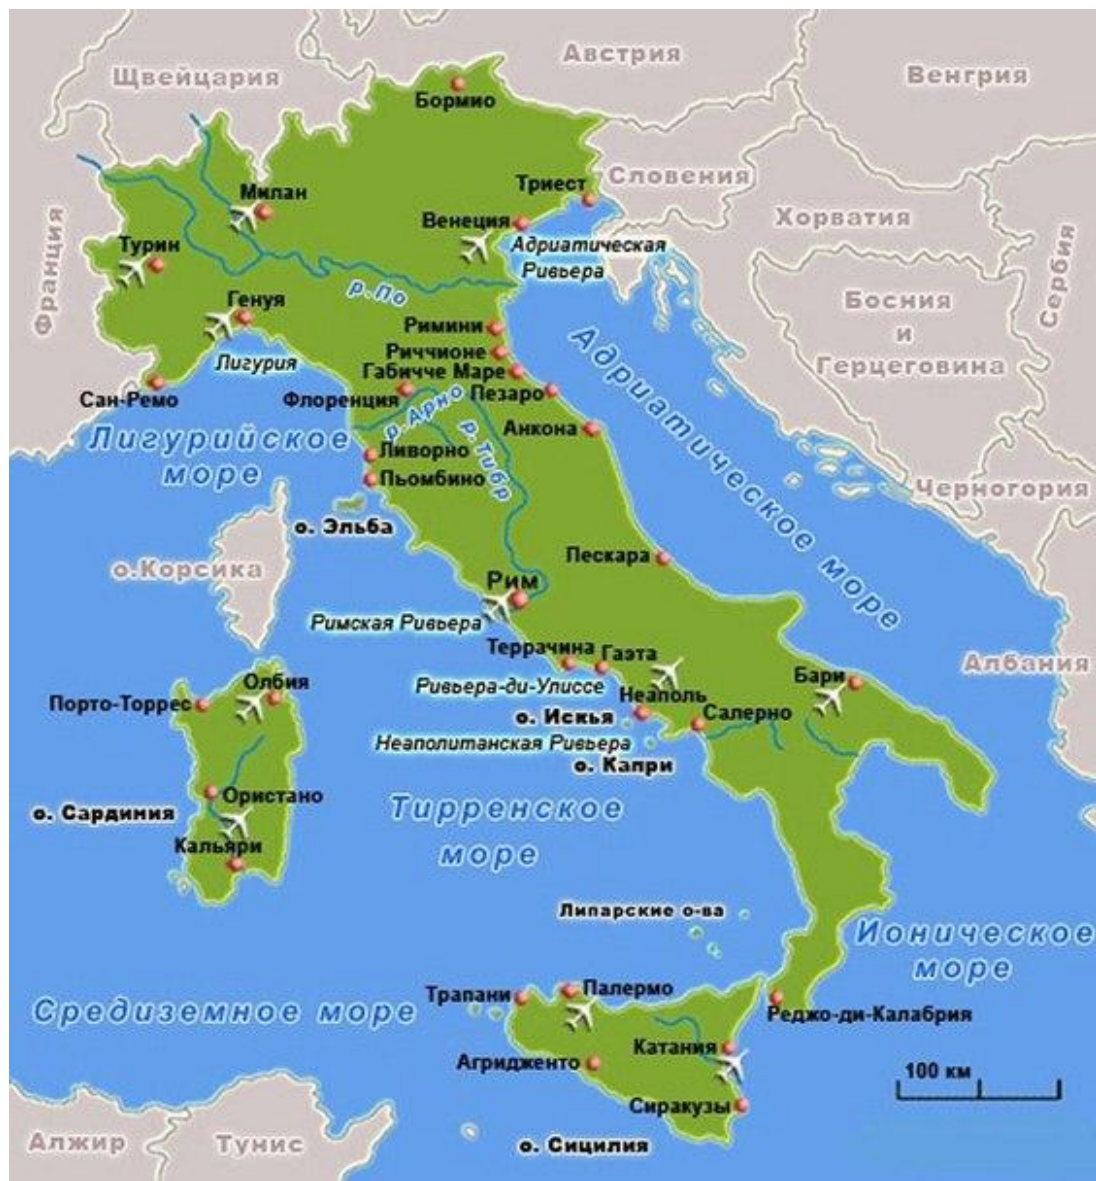 Австрия
Щвейцария
Венгрия
Бормио
Словения
Триест
Милан
Хорватия
Венеция
Франция
Турин
Адриатическая
Ривьера
Сербия
р.По
Генуя
Босния
и
Герцеговина
Римини
Риччионе
Лигурия
Габичче Маре
Адриатическое море
Сан-Ремо
Флоренция
Пезаро
р.Арно
Анкона
Лигурийское
море
р.Тибр
Ливорно
Пьомбино
Черногория
о. Эльба
о.Корсика
Пескара
Рим
Римская Ривьера
Террачина
Гаэта
Албания
Бари
Олбия
Ривьера-ди-Улиссе
Неаполь
Порто-Торрес
о. Искья
Салерно
Неаполитанская Ривьера
о. Капри
Ористано
о. Сардиния
Тирренское
море
Кальяри
Липарские о-ва
Ионическое
море
Трапани
Палермо
Средиземное море
Реджо-ди-Калабрия
Катания
Агридженто
100 км
Сиракузы
Алжир
Тунис
о. Сицилия